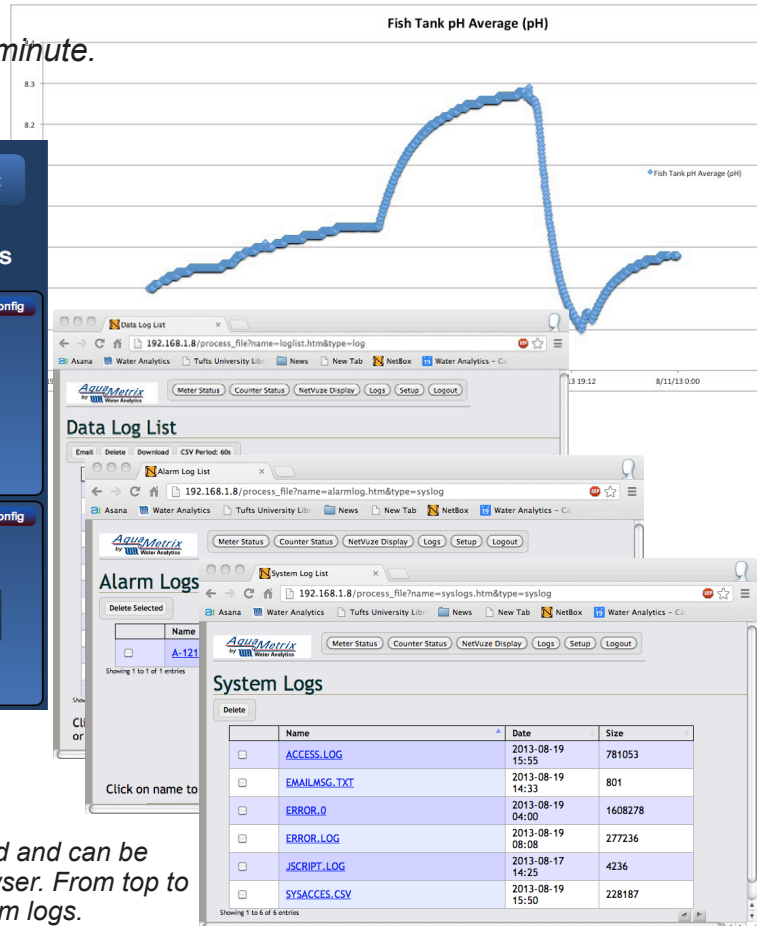 Fish Tank pH Average (pH)
minute.
8.3
8.2
Fish Tank pH Average (pH)
s
onfig
onfig
13 19:12
8/11/13 0:00
Data Log List
192.168.1.8/process_file?name=loglist.htm&type=log
Asana Water Analytics Tufts University Libr News New Tab NetBox Water Analytics – Ca
AquaMetrix
by WA Water Analytics
Meter Status Counter Status NetVuze Display Logs Setup Logout
Data Log List
Email Delete Download CSV Period: 60s
Alarm Log List
192.168.1.8/process_file?name=alarmlog.htm&type=syslog
Asana Water Analytics Tufts University Libr News New Tab NetBox Water Analytics – Ca
AquaMetrix
by WA Water Analytics
Meter Status Counter Status NetVuze Display Logs Setup Logout
Alarm Logs
Delete Selected
Name
A-121
Showing 1 to 1 of 1 entries
Click on name to
Cli
or
System Log List
192.168.1.8/process_file?name=syslogs.htm&type=syslog
Asana Water Analytics Tufts University Libr News New Tab NetBox Water Analytics – Ca
AquaMetrix
by WA Water Analytics
Meter Status Counter Status NetVuze Display Logs Setup Logout
System Logs
Delete
Name Date Size
ACCESS.LOG 2013-08-19 15:55 781053
EMAILMSG.TXT 2013-08-19 14:33 801
ERROR.0 2013-08-19 04:00 1608278
ERROR.LOG 2013-08-19 08:08 277236
JSCRIPT.LOG 2013-08-17 14:25 4236
SYSACCES.CSV 2013-08-19 15:50 228187
Showing 1 to 6 of 6 entries
d and can be
wser. From top to
m logs.